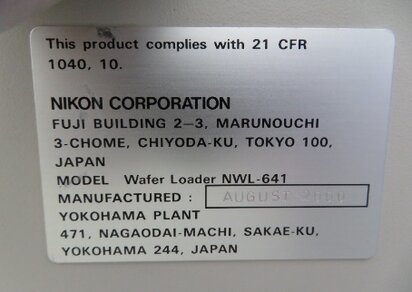 This product complies with 21 CFR
1040, 10.
NIKON CORPORATION
FUJI BUILDING 2-3, MARUNOUCHI
3-CHOME, CHIYODA-KU, TOKYO 100,
JAPAN
MODEL Wafer Loader NWL-641
MANUFACTURED : AUGUST 2000
YOKOHAMA PLANT
471, NAGAODAI-MACHI, SAKAE-KU,
YOKOHAMA 244, JAPAN